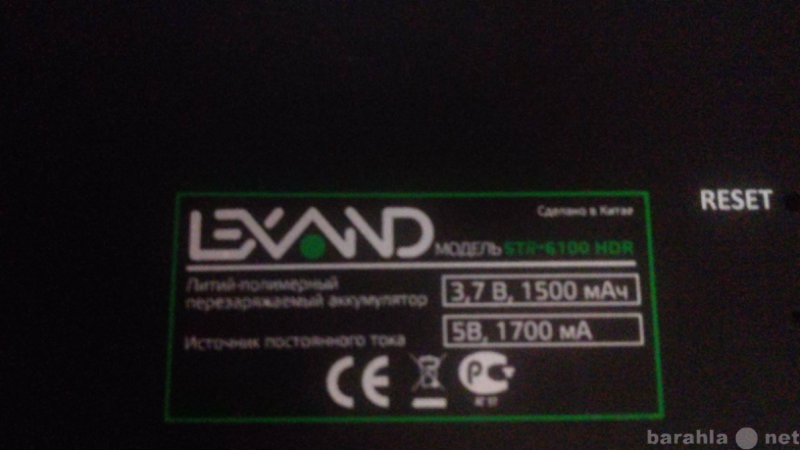 LEXAND
Сделано в Китае
МОДЕЛЬ STR-6100 HDR
RESET
Литий-полимерный
перезаряжаемый аккумулятор
3,7 В, 1500 мАч
Источник постоянного тока
5В, 1700 мА
CE
barahla net